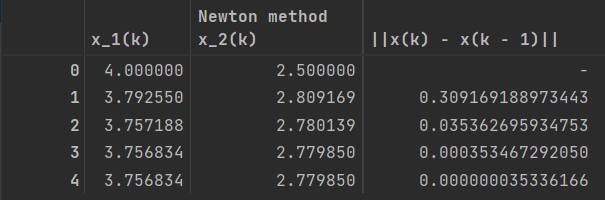 Newton method
x_1(k) x_2(k) ||x(k) - x(k - 1)||
0 4.000000 2.500000 -
1 3.792550 2.809169 0.309169188973443
2 3.757188 2.780139 0.035362695934753
3 3.756834 2.779850 0.000353467292050
4 3.756834 2.779850 0.000000035336166